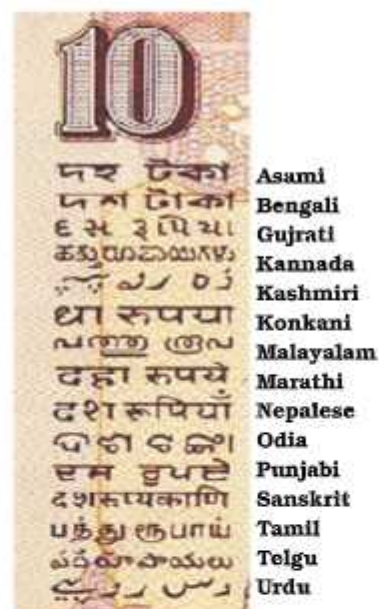 10
দহ টকা Asami
দশ টাকা Bengali
દસ રૂપિયા Gujrati
ಹತ್ತು ರೂಪಾಯಿಗಳು Kannada
Kashmiri
धा रुपया Konkani
പത്തു രൂപ Malayalam
दहा रुपये Marathi
दश रूपियाँ Nepalese
ଦଶ ଟଙ୍କା Odia
ਦਸ ਰੁਪਏ Punjabi
दशरुप्यकाणि Sanskrit
பத்து ரூபாய் Tamil
పది రూపాయలు Telgu
دس روپیے Urdu